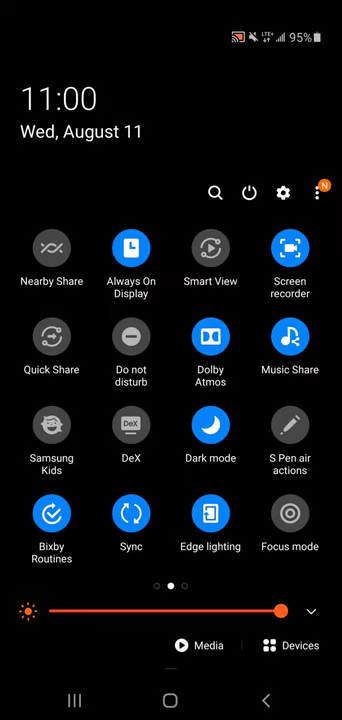 LTE+ 95%
11:00
Wed, August 11
N
Nearby Share
Always On
Display
Smart View
Screen
recorder
Quick Share
Do not
disturb
Dolby
Atmos
Music Share
DeX
Samsung
Kids
DeX
Dark mode
S Pen air
actions
Bixby
Routines
Sync
Edge lighting
Focus mode
Media
Devices